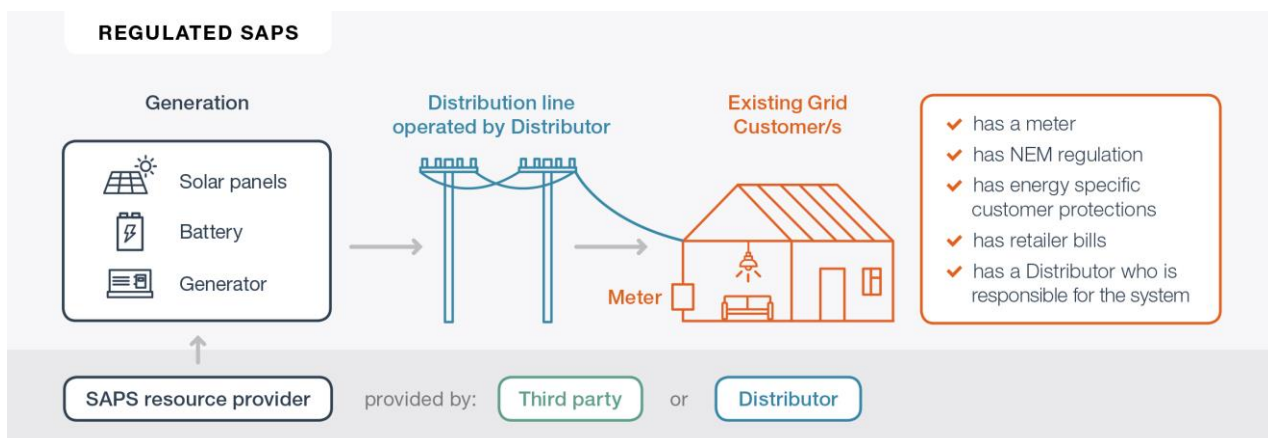 REGULATED SAPS
Generation
Solar panels
Battery
Generator
Distribution line
operated by Distributor
Existing Grid
Customer/s
Meter
has a meter
has NEM regulation
has energy specific
customer protections
has retailer bills
has a Distributor who is
responsible for the system
SAPS resource provider
provided by:
Third party
or
Distributor